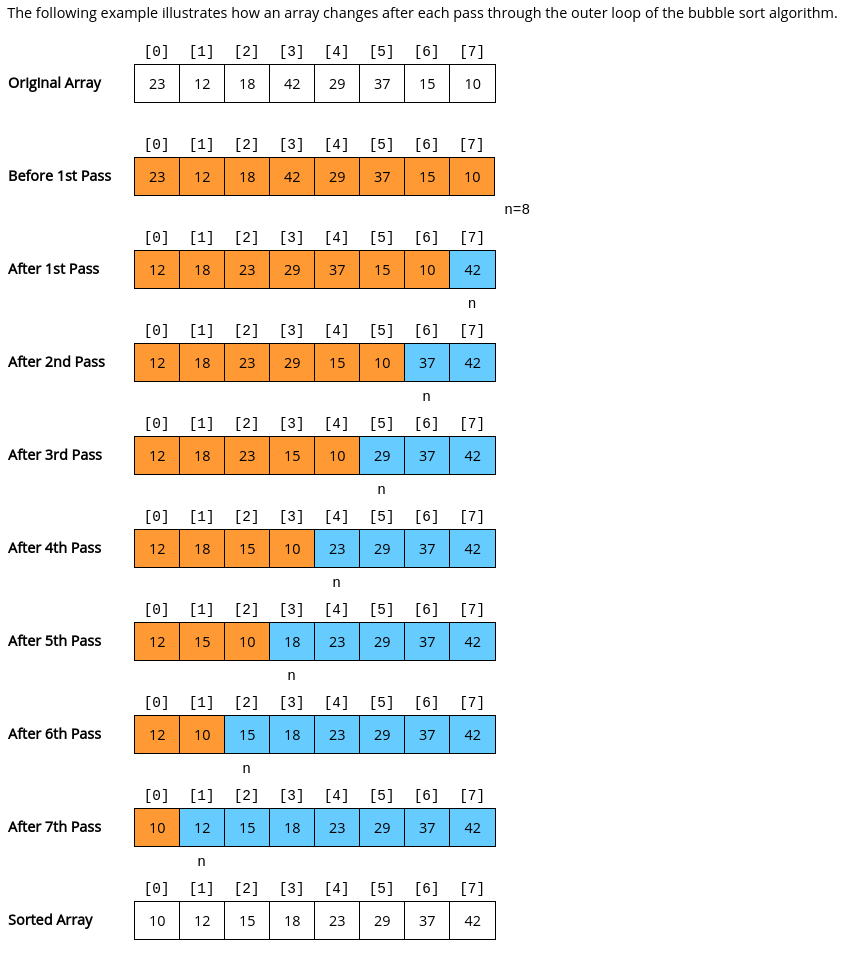 The following example illustrates how an array changes after each pass through the outer loop of the bubble sort algorithm.
[0] [1] [2] [3] [4] [5] [6] [7]
Original Array 23 12 18 42 29 37 15 10
[0] [1] [2] [3] [4] [5] [6] [7]
Before 1st Pass 23 12 18 42 29 37 15 10
n=8
[0] [1] [2] [3] [4] [5] [6] [7]
After 1st Pass 12 18 23 29 37 15 10 42
n
[0] [1] [2] [3] [4] [5] [6] [7]
After 2nd Pass 12 18 23 29 15 10 37 42
n
[0] [1] [2] [3] [4] [5] [6] [7]
After 3rd Pass 12 18 23 15 10 29 37 42
n
[0] [1] [2] [3] [4] [5] [6] [7]
After 4th Pass 12 18 15 10 23 29 37 42
n
[0] [1] [2] [3] [4] [5] [6] [7]
After 5th Pass 12 15 10 18 23 29 37 42
n
[0] [1] [2] [3] [4] [5] [6] [7]
After 6th Pass 12 10 15 18 23 29 37 42
n
[0] [1] [2] [3] [4] [5] [6] [7]
After 7th Pass 10 12 15 18 23 29 37 42
n
[0] [1] [2] [3] [4] [5] [6] [7]
Sorted Array 10 12 15 18 23 29 37 42